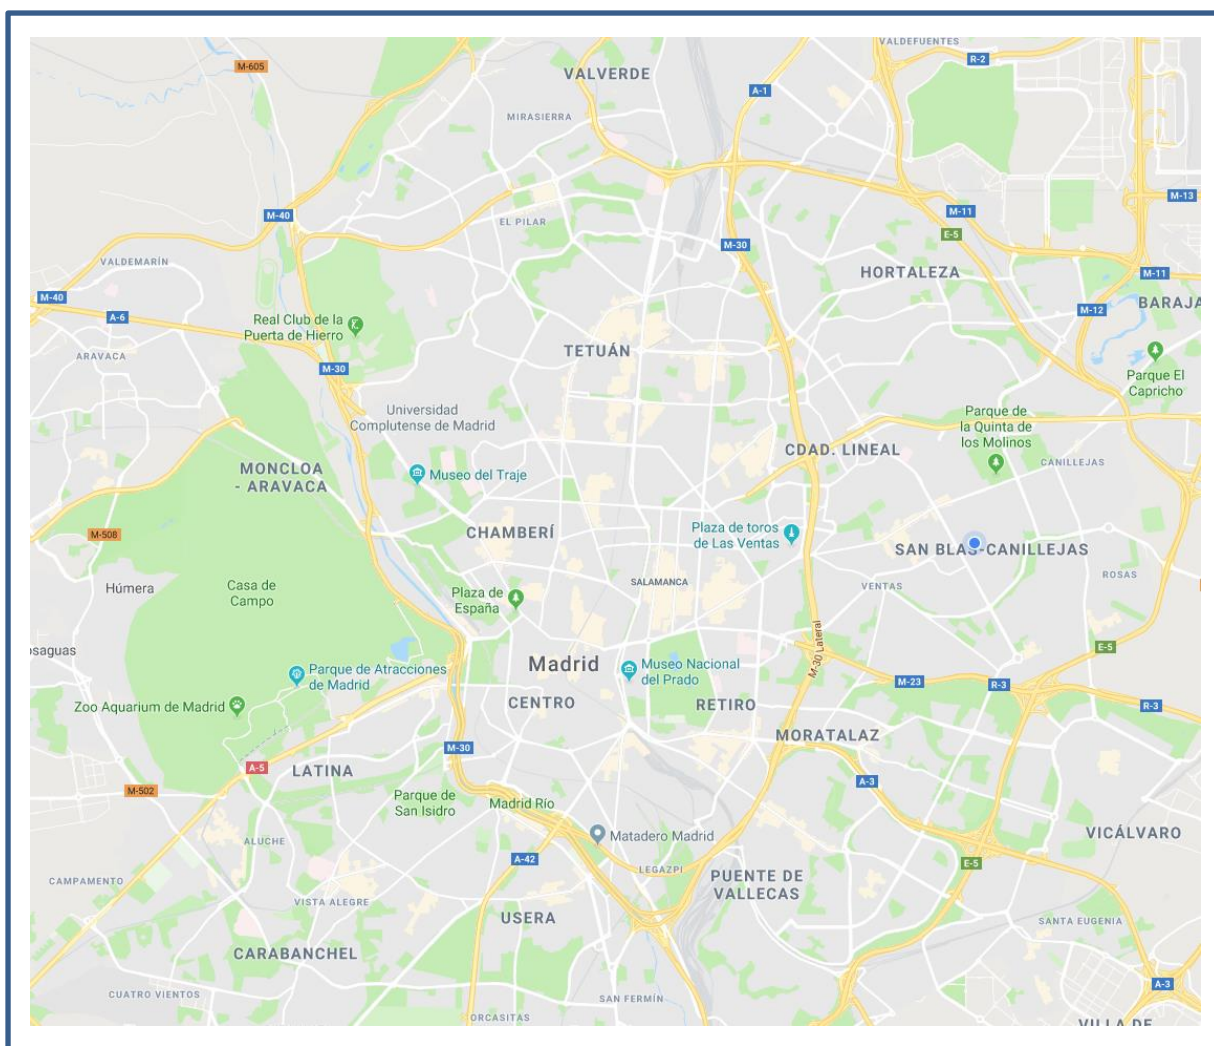 VALDEFUENTES
R-2
M-605
VALVERDE
A-1
MIRASIERRA
M-13
M-40
EL PILAR
M-11
E-5
M-30
VALDEMARÍN
HORTALEZA
M-11
M-40
A-6
Real Club de la
Puerta de Hierro
M-12
BARAJA
ARAVACA
TETUÁN
M-30
Parque El
Capricho
Universidad
Complutense de Madrid
Parque de
la Quinta de
los Molinos
CDAD. LINEAL
CANILLEJAS
MONCLOA
- ARAVACA
Museo del Traje
M-508
CHAMBERÍ
Plaza de toros
de Las Ventas
SAN BLAS-CANILLEJAS
Húmera
Casa de
Campo
Plaza de
España
SALAMANCA
VENTAS
ROSAS
osaguas
M-30 Lateral
E-5
Parque de Atracciones
de Madrid
Madrid
Museo Nacional
del Prado
M-23
R-3
Zoo Aquarium de Madrid
CENTRO
RETIRO
R-3
MORATALAZ
M-30
A-5
LATINA
A-3
M-502
Parque de
San Isidro
Madrid Río
Matadero Madrid
VICÁLVARO
ALUCHE
A-42
E-5
LEGAZPI
PUENTE DE
VALLECAS
CAMPAMENTO
VISTA ALEGRE
USERA
SANTA EUGENIA
CARABANCHEL
A-3
CUATRO VIENTOS
SAN FERMÍN
ORCASITAS
VILLA DE